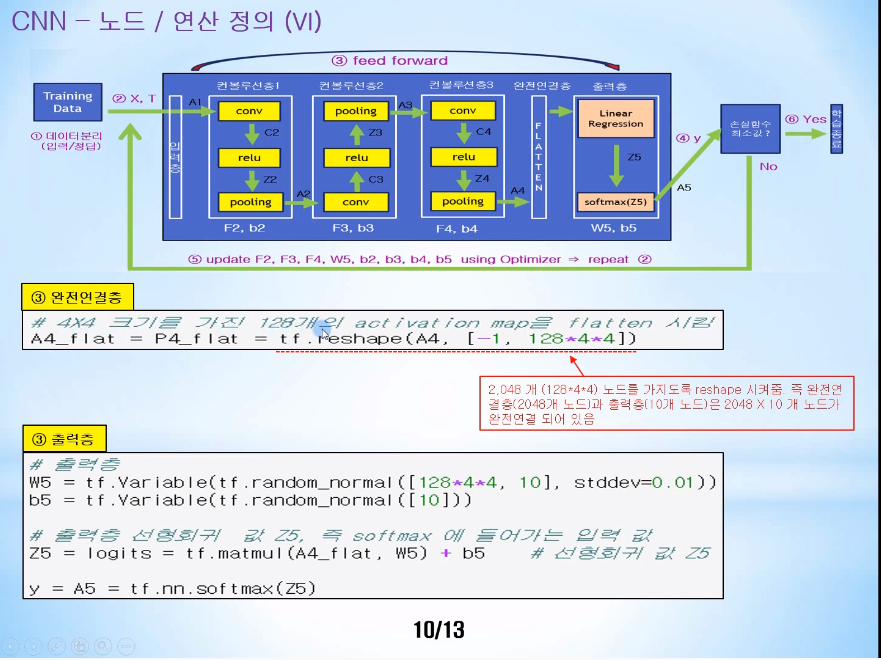 CNN – 노드 / 연산 정의 (VI)
③ feed forward
컨볼루션층1
컨볼루션층2
컨볼루션층3
완전연결층
출력층
Training
Data
① 데이터분리
(입력/정답)
② X, T
입력층
A1
conv
C2
relu
Z2
pooling
F2, b2
A2
pooling
Z3
relu
C3
conv
F3, b3
A3
conv
C4
relu
Z4
pooling
F4, b4
A4
FLATTEN
Linear
Regression
Z5
softmax(Z5)
W5, b5
A5
④ y
손실함수
최소값?
⑥ Yes
학습종료
No
⑤ update F2, F3, F4, W5, b2, b3, b4, b5 using Optimizer ⇒ repeat ②
③ 완전연결층
# 4X4 크기를 가진 128개의 activation map을 flatten 시킴
A4_flat = P4_flat = tf.reshape(A4, [-1, 128*4*4])
2,048 개 (128*4*4) 노드를 가지도록 reshape 시켜줌. 즉 완전연
결층(2048개 노드)과 출력층(10개 노드)은 2048 X 10 개 노드가
완전연결 되어 있음
③ 출력층
# 출력층
W5 = tf.Variable(tf.random_normal([128*4*4, 10], stddev=0.01))
b5 = tf.Variable(tf.random_normal([10]))
# 출력층 선형회귀 값 Z5, 즉 softmax 에 들어가는 입력 값
Z5 = logits = tf.matmul(A4_flat, W5) + b5 # 선형회귀 값 Z5
y = A5 = tf.nn.softmax(Z5)
10/13